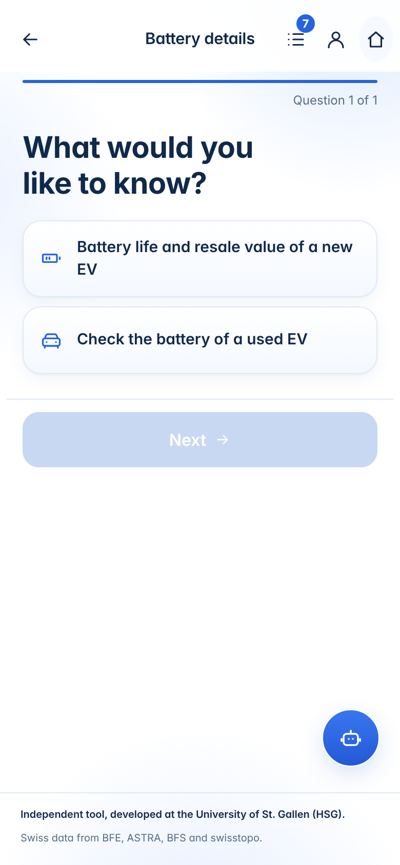 Battery details
7
Question 1 of 1
What would you
like to know?
Battery life and resale value of a new
EV
Check the battery of a used EV
Next →
Independent tool, developed at the University of St. Gallen (HSG).
Swiss data from BFE, ASTRA, BFS and swisstopo.